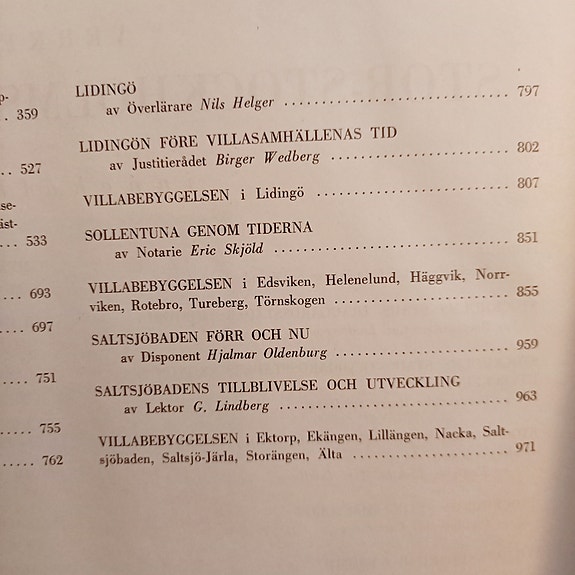 p-
.. 359
... 527
se-
ist-
.... 533
.... 693
.... 697
... 751
.... 755
..... 762
LIDINGÖ
av Överlärare Nils Helger .................................. 797
LIDINGÖN FÖRE VILLASAMHÄLLENAS TID
av Justitierådet Birger Wedberg .............................. 802
VILLABEBYGGELSEN i Lidingö ............................. 807
SOLLENTUNA GENOM TIDERNA
av Notarie Eric Skjöld ..................................... 851
VILLABEBYGGELSEN i Edsviken, Helenelund, Häggvik, Norr-
viken, Rotebro, Tureberg, Törnskogen .......................... 855
SALTSJÖBADEN FÖRR OCH NU
av Disponent Hjalmar Oldenburg .......................... 959
SALTSJÖBADENS TILLBLIVELSE OCH UTVECKLING
av Lektor G. Lindberg ..................................... 963
VILLABEBYGGELSEN i Ektorp, Ekängen, Lillängen, Nacka, Salt-
sjöbaden, Saltsjö-Järla, Storängen, Älta ........................ 971